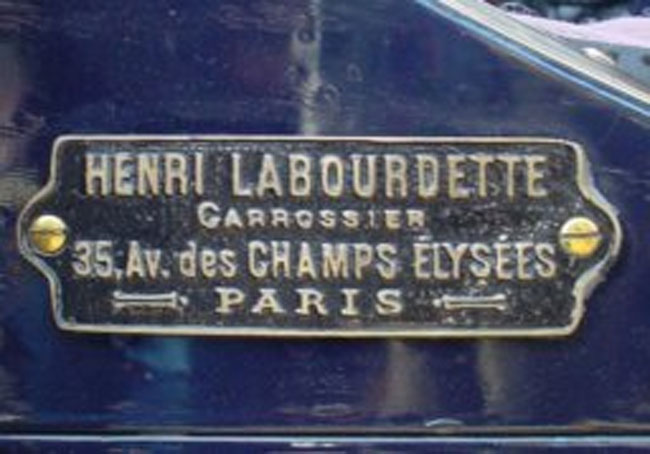 HENRI LABOURDETTE
CARROSSIER
35, Av. des CHAMPS ÉLYSÉES
PARIS